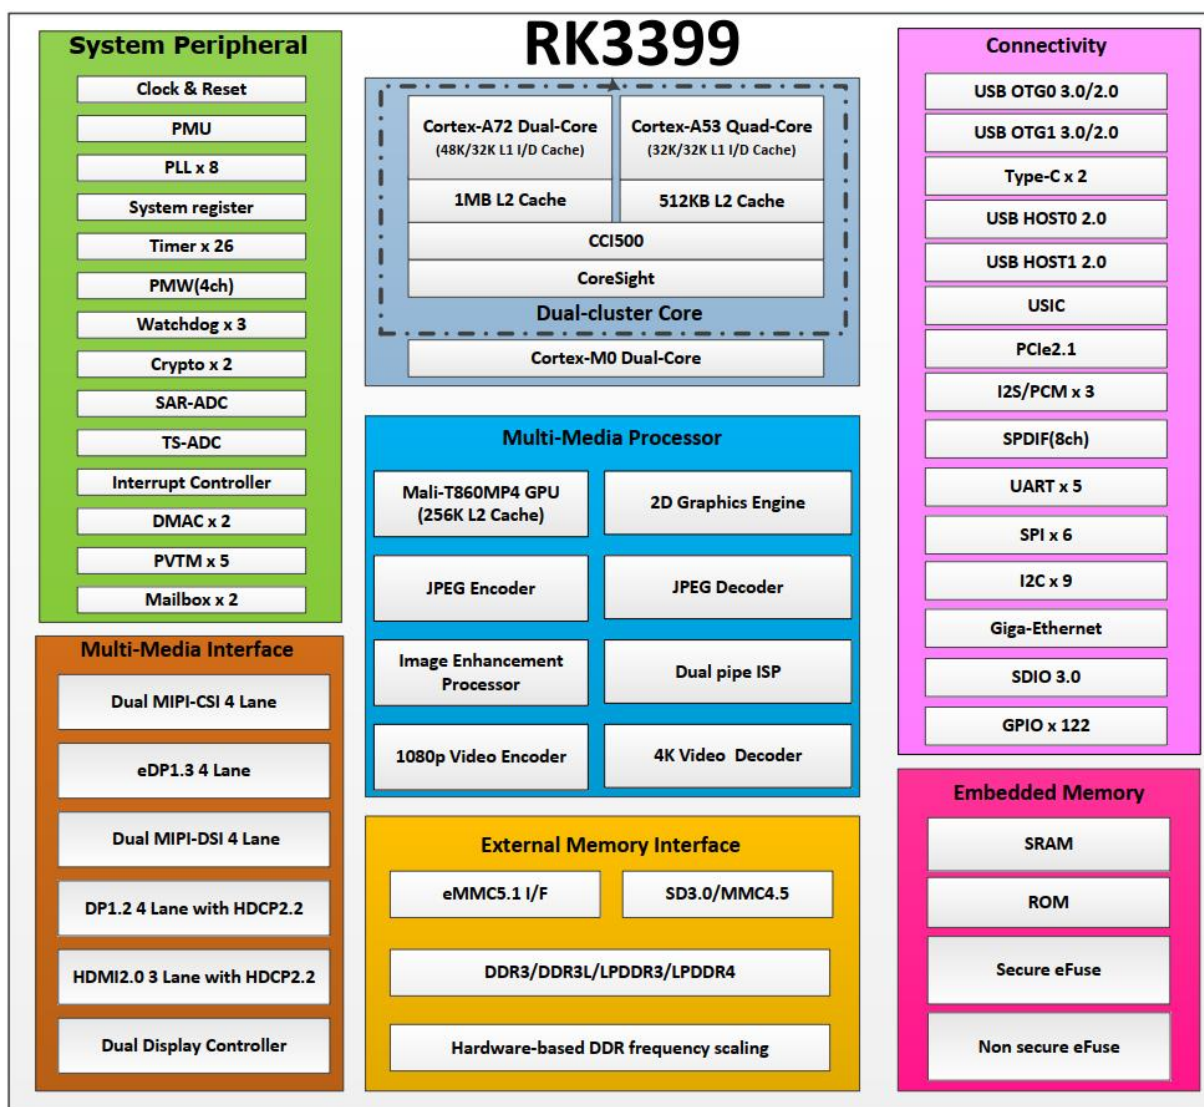 RK3399
System Peripheral
Clock & Reset
PMU
PLL x 8
System register
Timer x 26
PMW(4ch)
Watchdog x 3
Crypto x 2
SAR-ADC
TS-ADC
Interrupt Controller
DMAC x 2
PVTM x 5
Mailbox x 2
Multi-Media Interface
Dual MIPI-CSI 4 Lane
eDP1.3 4 Lane
Dual MIPI-DSI 4 Lane
DP1.2 4 Lane with HDCP2.2
HDMI2.0 3 Lane with HDCP2.2
Dual Display Controller
Cortex-A72 Dual-Core
(48K/32K L1 I/D Cache)
1MB L2 Cache
Cortex-A53 Quad-Core
(32K/32K L1 I/D Cache)
512KB L2 Cache
CCI500
CoreSight
Dual-cluster Core
Cortex-M0 Dual-Core
Multi-Media Processor
Mali-T860MP4 GPU
(256K L2 Cache)
2D Graphics Engine
JPEG Encoder
JPEG Decoder
Image Enhancement
Processor
Dual pipe ISP
1080p Video Encoder
4K Video Decoder
External Memory Interface
eMMC5.1 I/F
SD3.0/MMC4.5
DDR3/DDR3L/LPDDR3/LPDDR4
Hardware-based DDR frequency scaling
Connectivity
USB OTG0 3.0/2.0
USB OTG1 3.0/2.0
Type-C x 2
USB HOST0 2.0
USB HOST1 2.0
USIC
PCIe2.1
I2S/PCM x 3
SPDIF(8ch)
UART x 5
SPI x 6
I2C x 9
Giga-Ethernet
SDIO 3.0
GPIO x 122
Embedded Memory
SRAM
ROM
Secure eFuse
Non secure eFuse